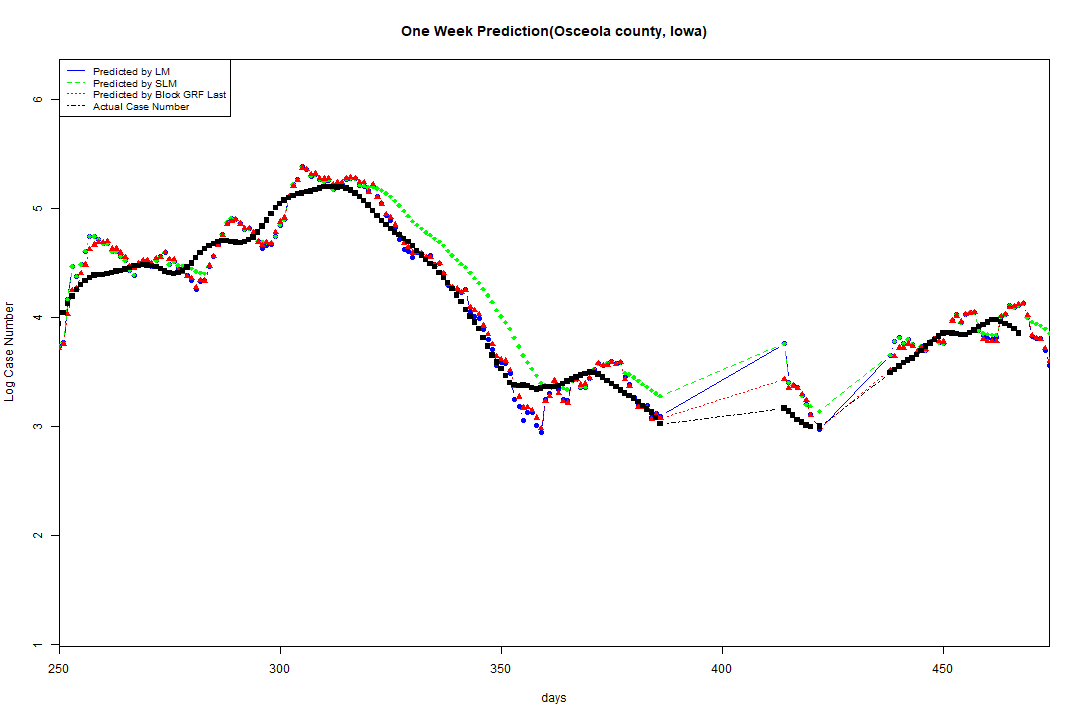 One Week Prediction(Osceola county, Iowa)
Predicted by LM
Predicted by SLM
Predicted by Block GRF Last
Actual Case Number
6
5
4
3
2
1
Log Case Number
250 300 350 400 450
days